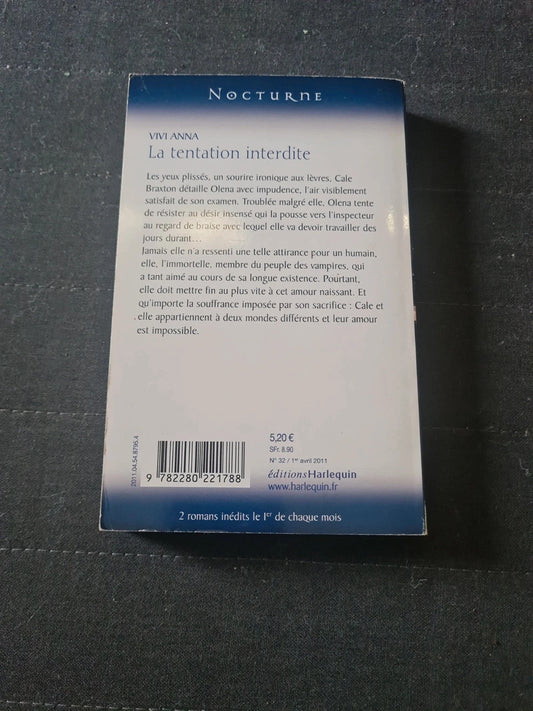 NOCTURNE
VIVI ANNA
La tentation interdite
Les yeux plissés, un sourire ironique aux lèvres, Cale
Braxton détaille Olena avec impudence, l'air visiblement
satisfait de son examen. Troublée malgré elle, Olena tente
de résister au désir insensé qui la pousse vers l'inspecteur
au regard de braise avec lequel elle va devoir travailler des
jours durant...
Jamais elle n'a ressenti une telle attirance pour un humain,
elle, l'immortelle, membre du peuple des vampires, qui
a tant aimé au cours de sa longue existence. Pourtant,
elle doit mettre fin au plus vite à cet amour naissant. Et
qu'importe la souffrance imposée par son sacrifice : Cale et
elle appartiennent à deux mondes différents et leur amour
est impossible.
2011.04.54.8795.4
9 782280 221788
5,20 €
SFr. 8.90
N° 32 / 1er avril 2011
éditionsHarlequin
www.harlequin.fr
2 romans inédits le 1er de chaque mois